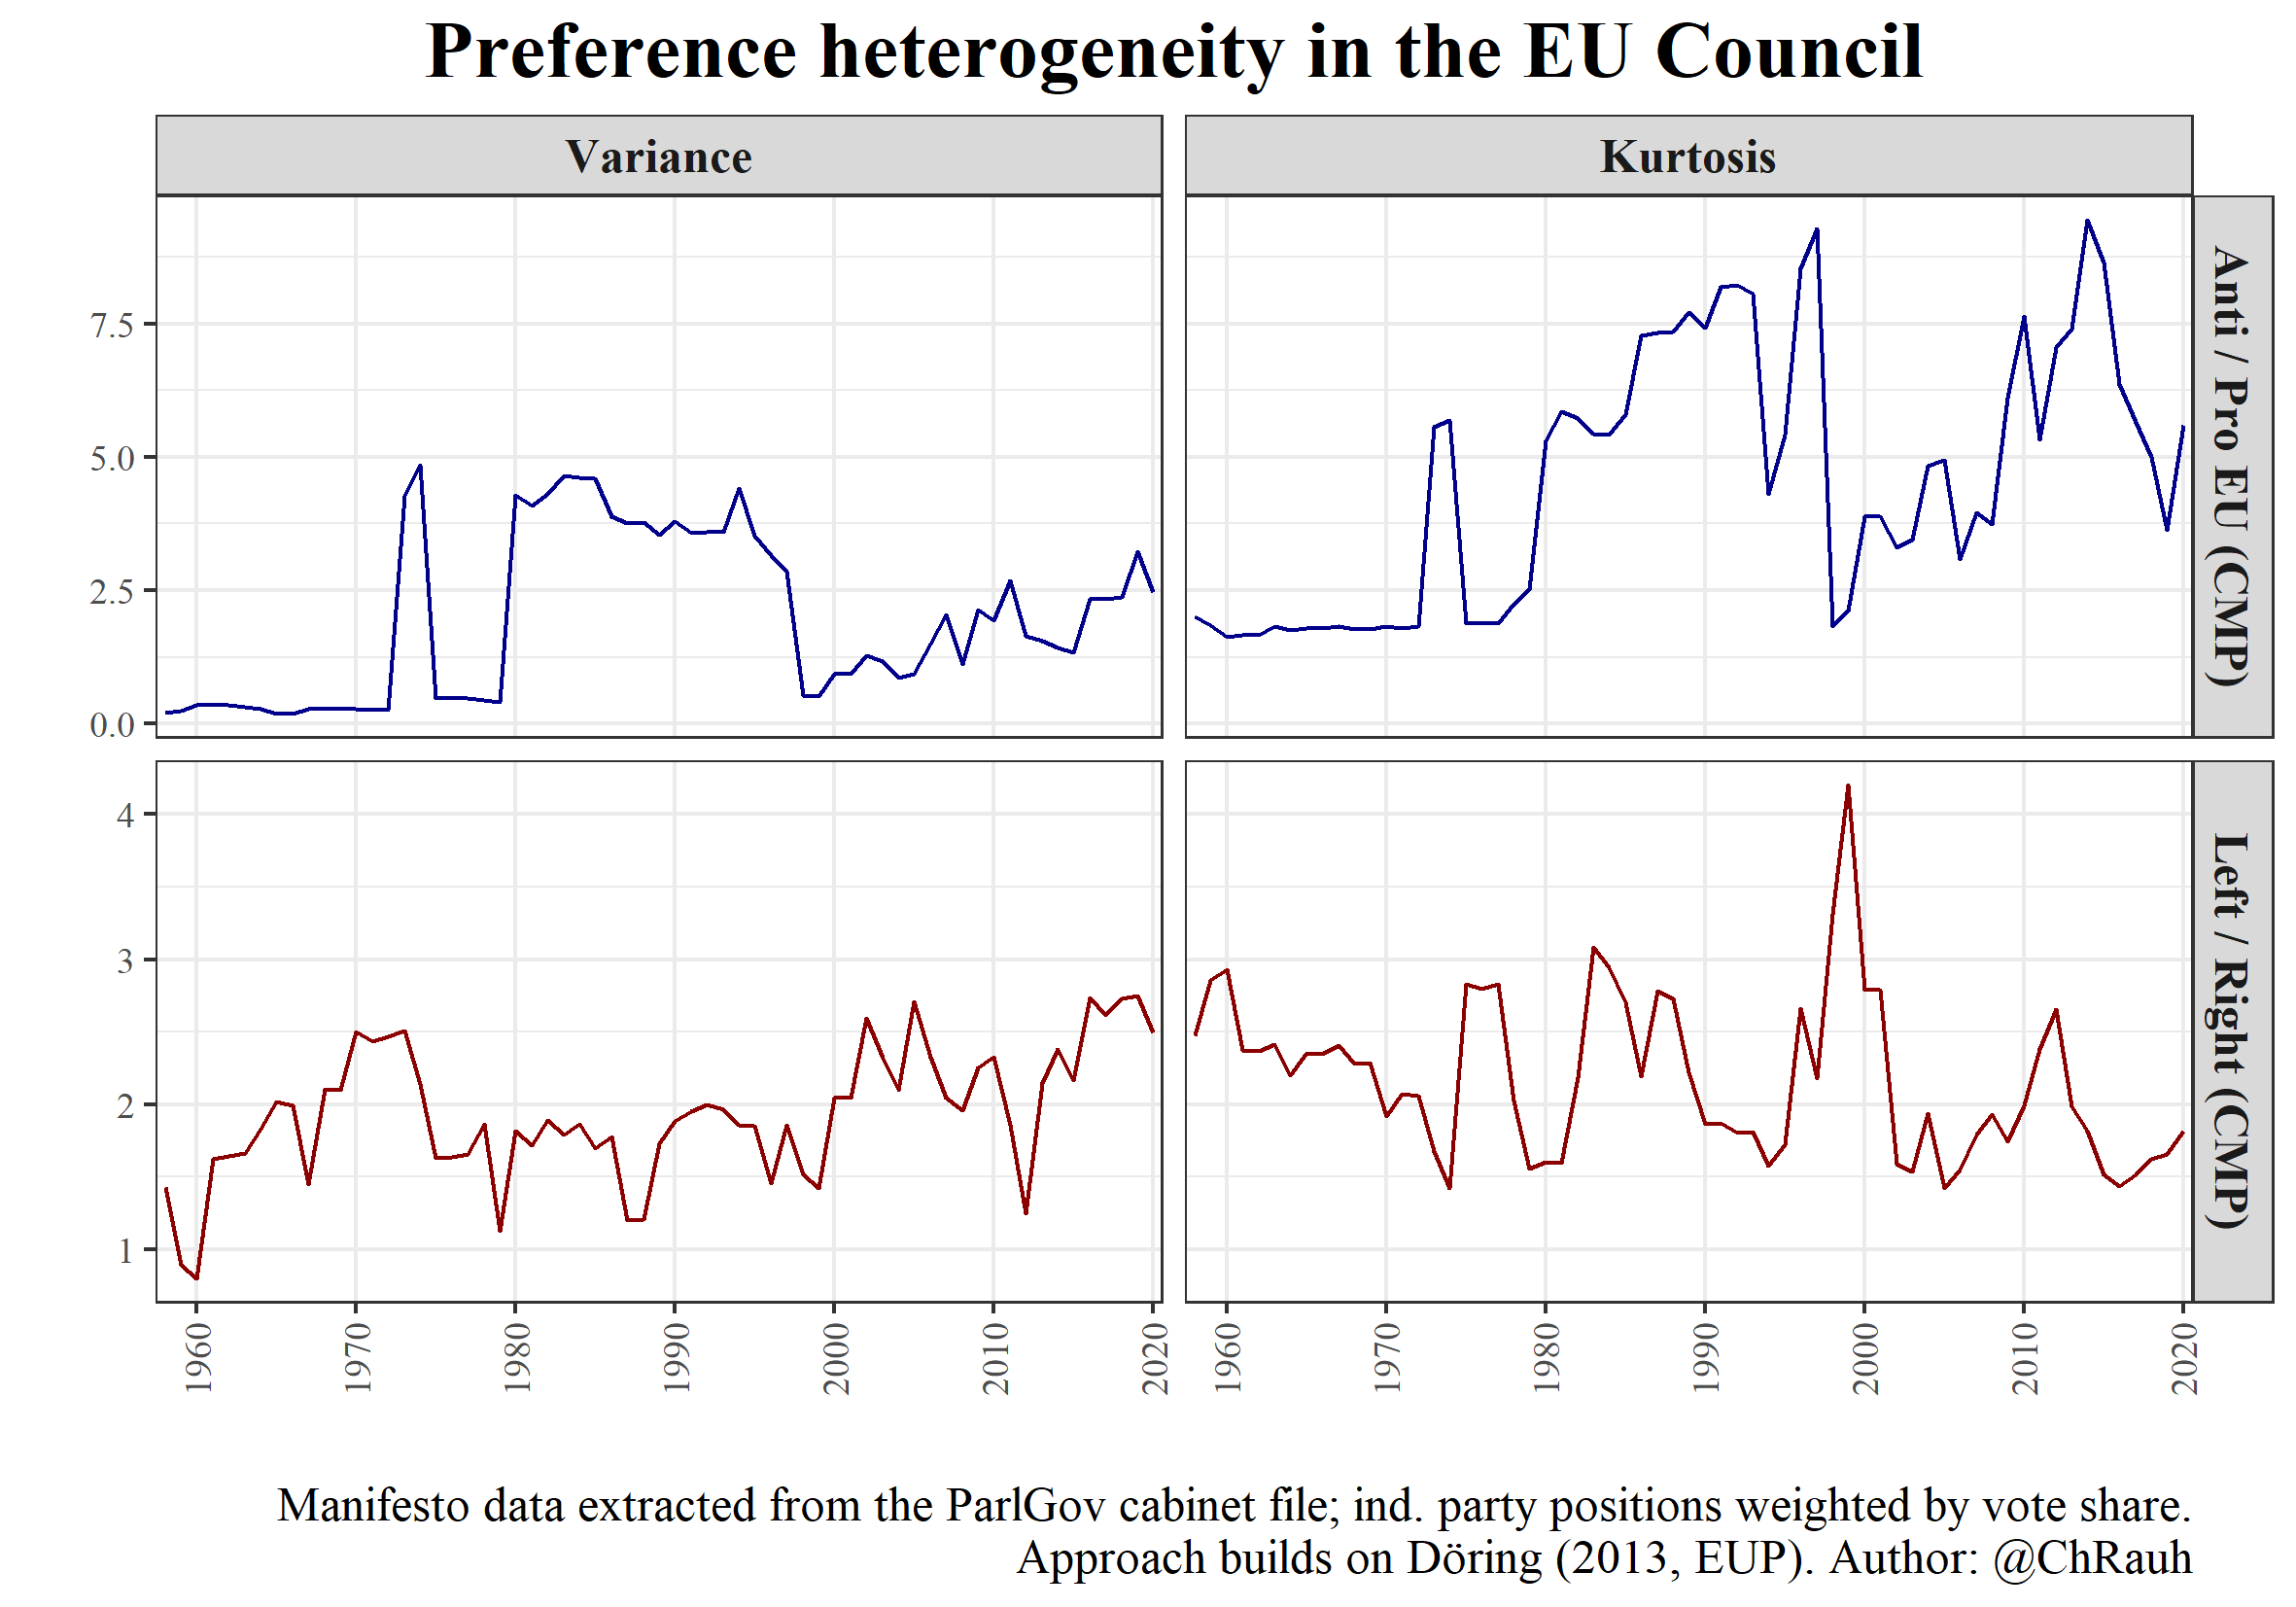 Preference heterogeneity in the EU Council
Variance
Kurtosis
Anti / Pro EU (CMP)
7.5
5.0
2.5
0.0
Left / Right (CMP)
4
3
2
1
1960 1970 1980 1990 2000 2010 2020
1960 1970 1980 1990 2000 2010 2020
Manifesto data extracted from the ParlGov cabinet file; ind. party positions weighted by vote share.
Approach builds on Döring (2013, EUP). Author: @ChRauh